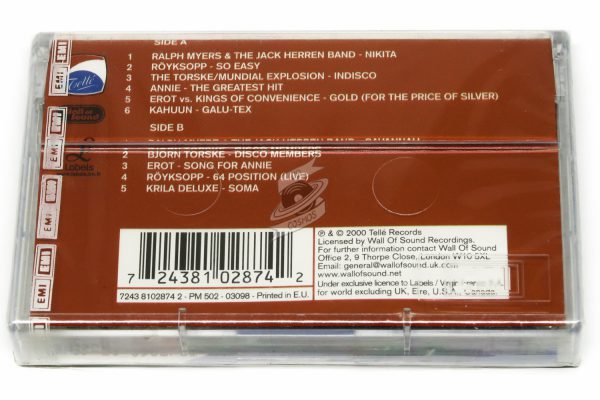 SIDE A
1 RALPH MYERS & THE JACK HERREN BAND - NIKITA
2 RÖYKSOPP - SO EASY
3 THE TORSKE/MUNDIAL EXPLOSION - INDISCO
4 ANNIE - THE GREATEST HIT
5 EROT vs. KINGS OF CONVENIENCE - GOLD (FOR THE PRICE OF SILVER)
6 KAHUUN - GALU-TEX
SIDE B
2 BJÖRN TORSKE - DISCO MEMBERS
3 EROT - SONG FOR ANNIE
4 RÖYKSOPP - 64 POSITION (LIVE)
5 KRILA DELUXE - SOMA
EMI
Tellé
EMI
Wall of Sound
EMI
Labels
EMI
EMI
COSMOS
7 24381 02874 2
7243 8102874 2 - PM 502 - 03098 - Printed in E.U.
℗ & © 2000 Tellé Records
Licensed by Wall Of Sound Recordings.
For further information contact Wall Of Sound
Office 2, 9 Thorpe Close, London W10 5XL
Email: general@wallofsound.uk.com
www.wallofsound.net
Under exclusive licence to Labels / Virgin
for world excluding UK, Eire, U.S.A., Canada.